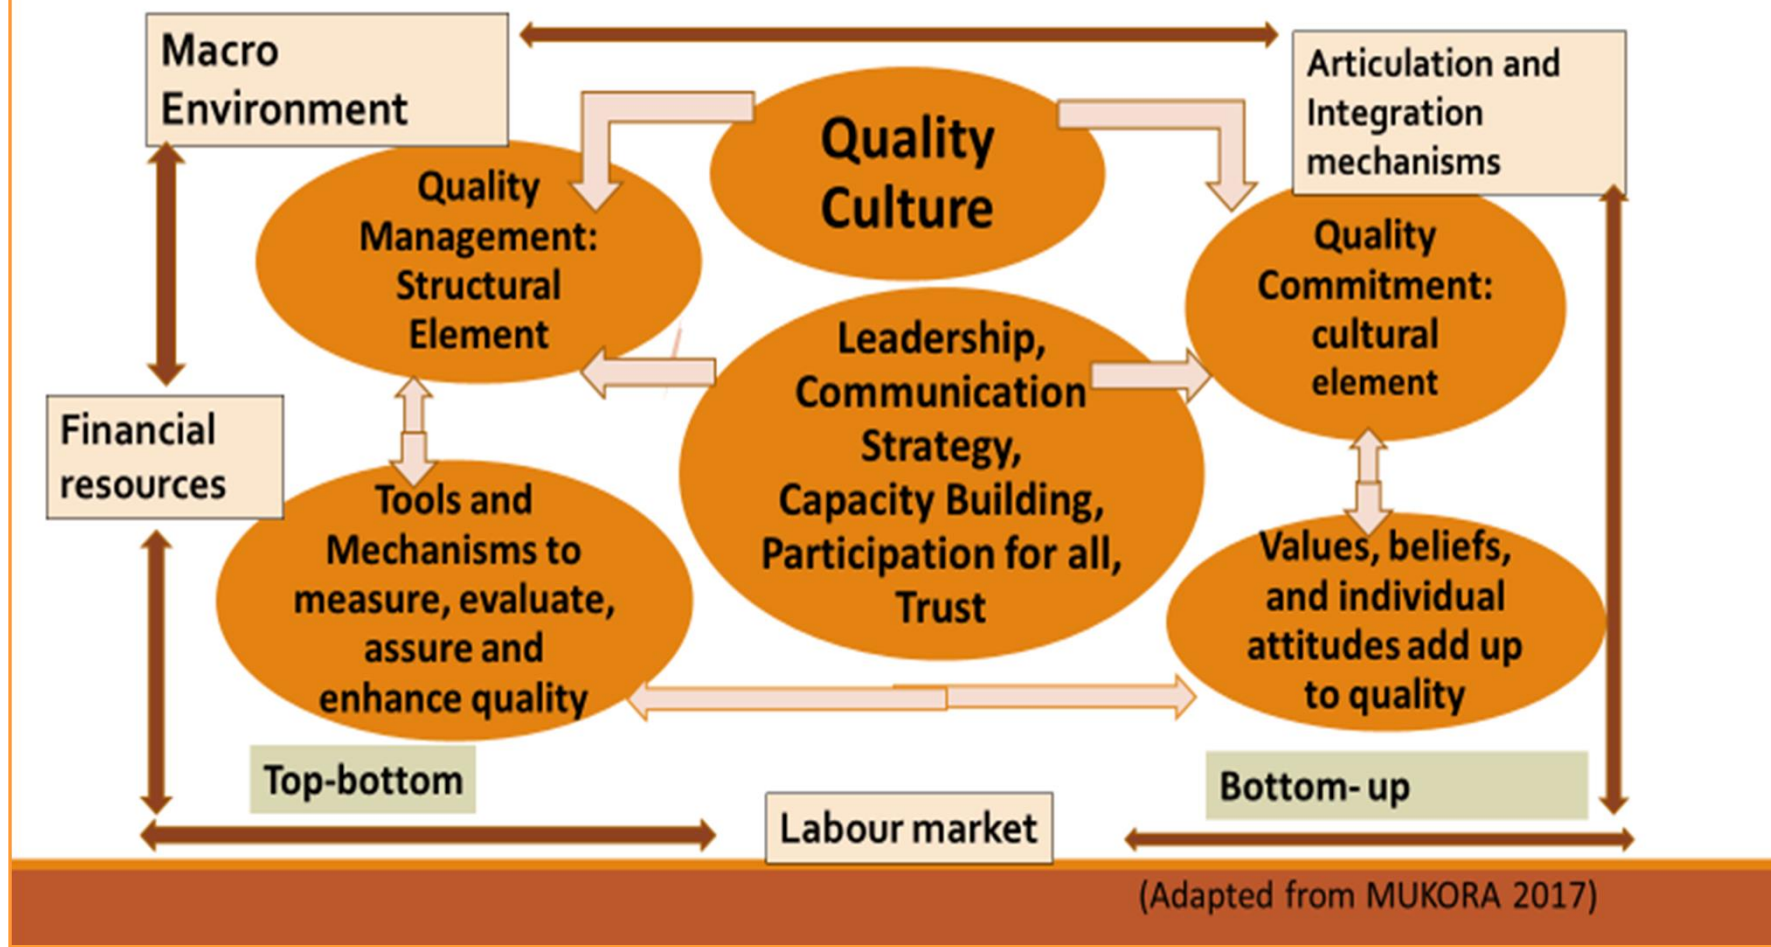 Macro
Environment
Articulation and
Integration
mechanisms
Quality
Culture
Quality
Management:
Structural
Element
Quality
Commitment:
cultural
element
Leadership,
Communication
Strategy,
Capacity Building,
Participation for all,
Trust
Financial
resources
Tools and
Mechanisms to
measure, evaluate,
assure and
enhance quality
Values, beliefs,
and individual
attitudes add up
to quality
Top-bottom
Bottom- up
Labour market
(Adapted from MUKORA 2017)